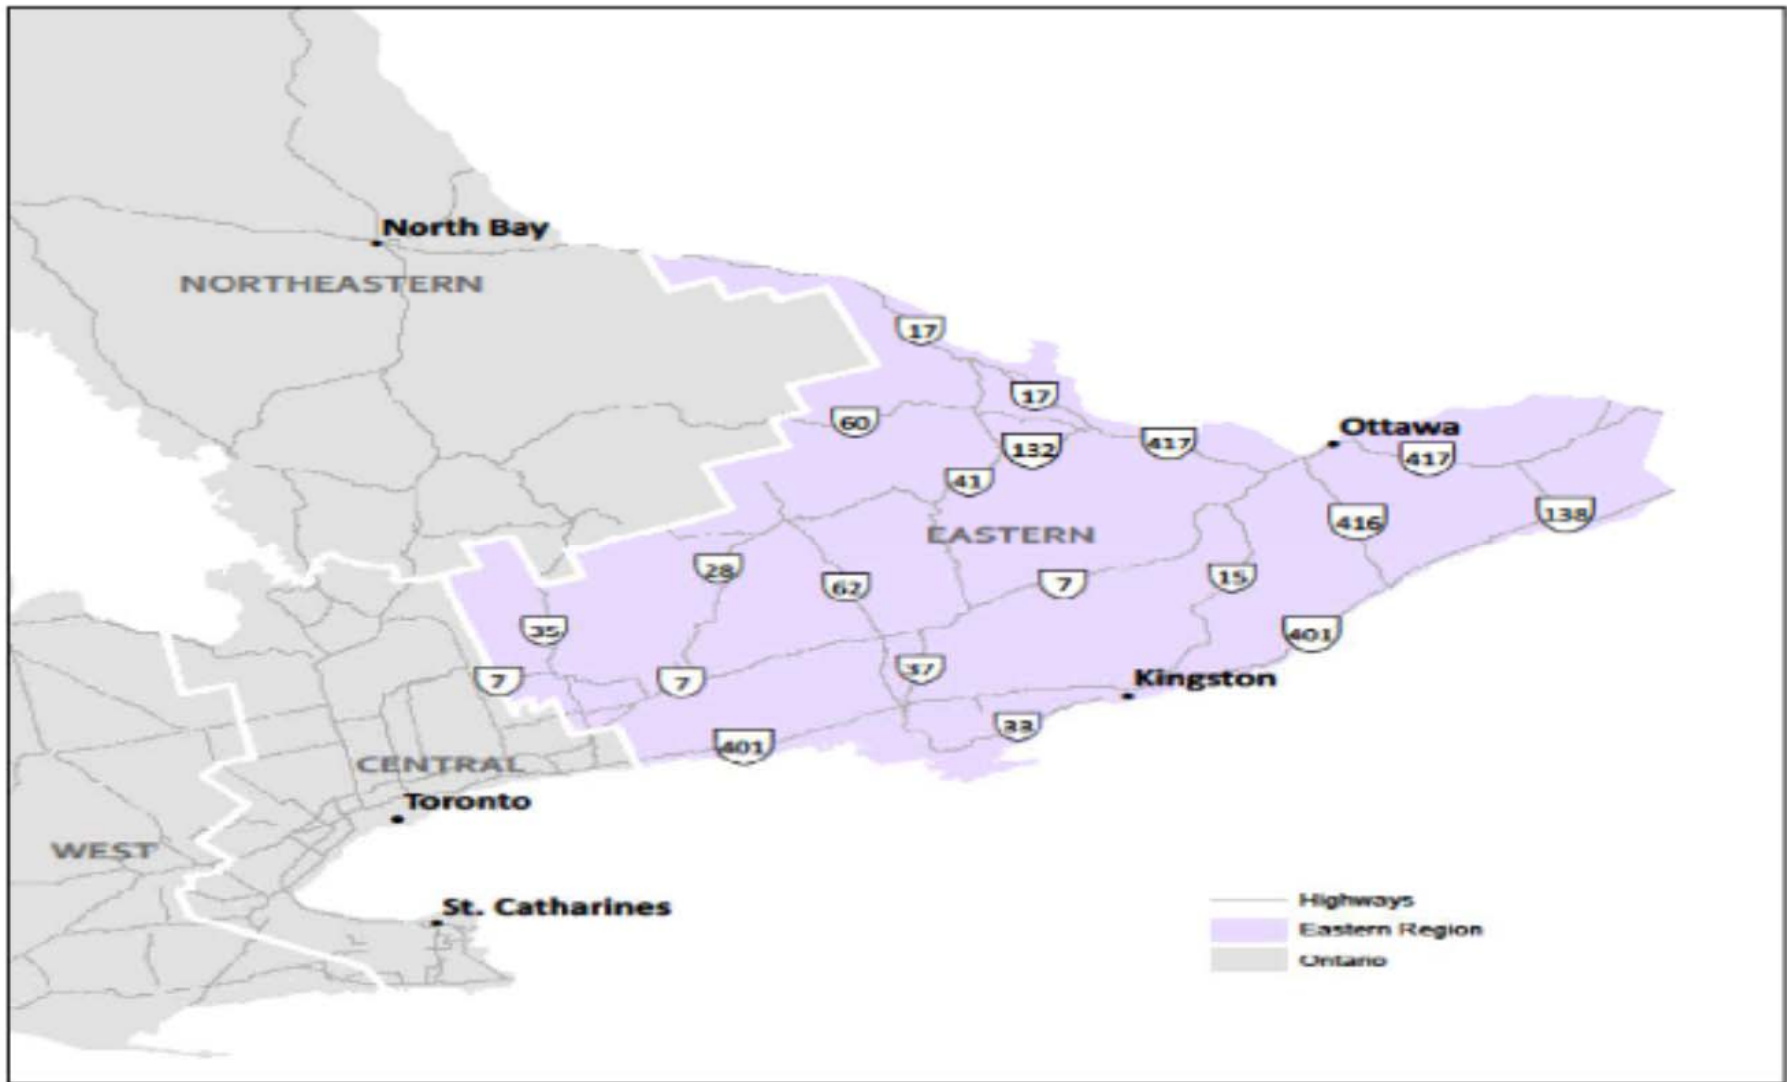 North Bay
NORTHEASTERN
17
17
60
Ottawa
132
417
417
41
416
138
EASTERN
28
62
7
15
35
401
37
7
7
Kingston
33
401
CENTRAL
Toronto
WEST
St. Catharines
Highways
Eastern Region
Ontario